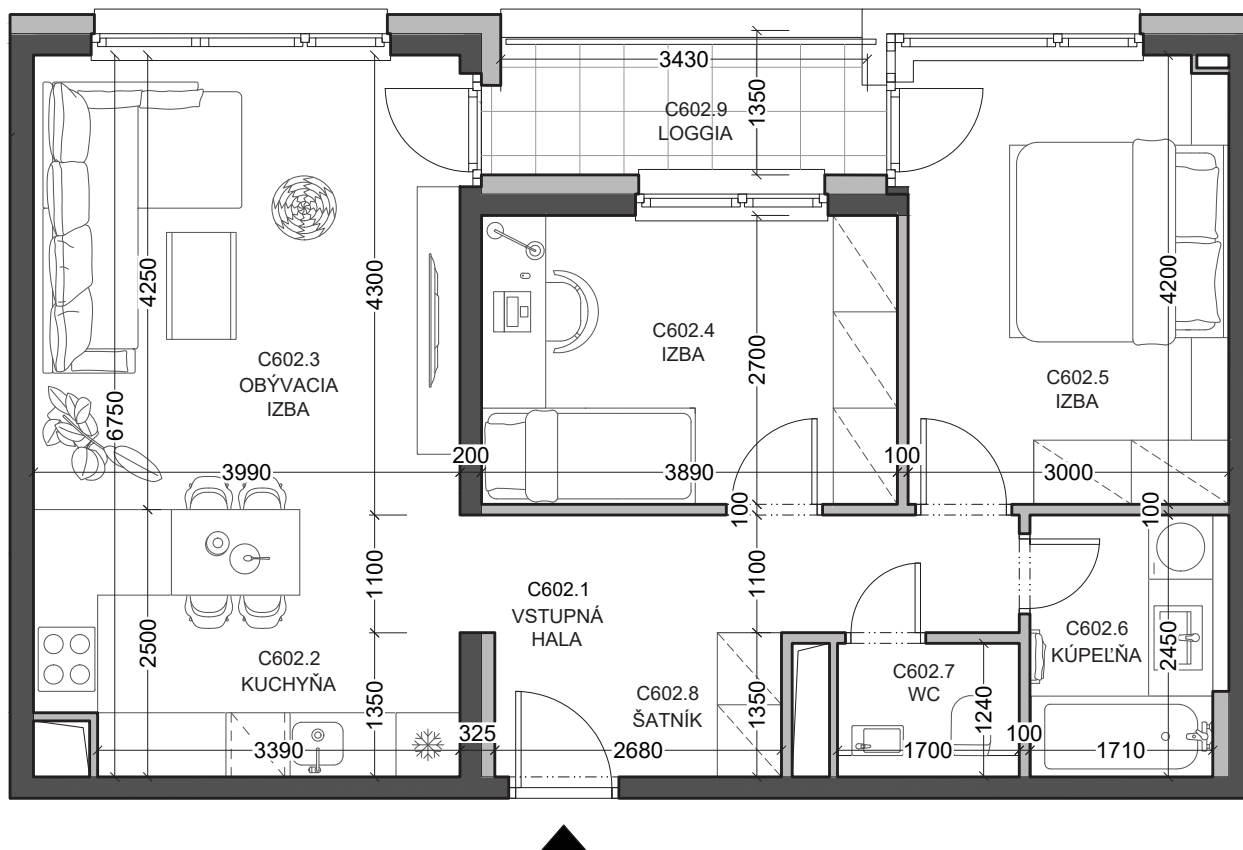 3430
1350
C602.9
LOGGIA
4250
4300
6750
C602.3
OBÝVACIA
IZBA
C602.4
IZBA
2700
4200
C602.5
IZBA
3990
200
3890
100
3000
100
100
1100
1100
2500
C602.1
VSTUPNÁ
HALA
C602.2
KUCHYŇA
1350
C602.8
ŠATNÍK
1350
C602.7
WC
1240
C602.6
KÚPEĽŇA
2450
3390
325
2680
1700
100
1710